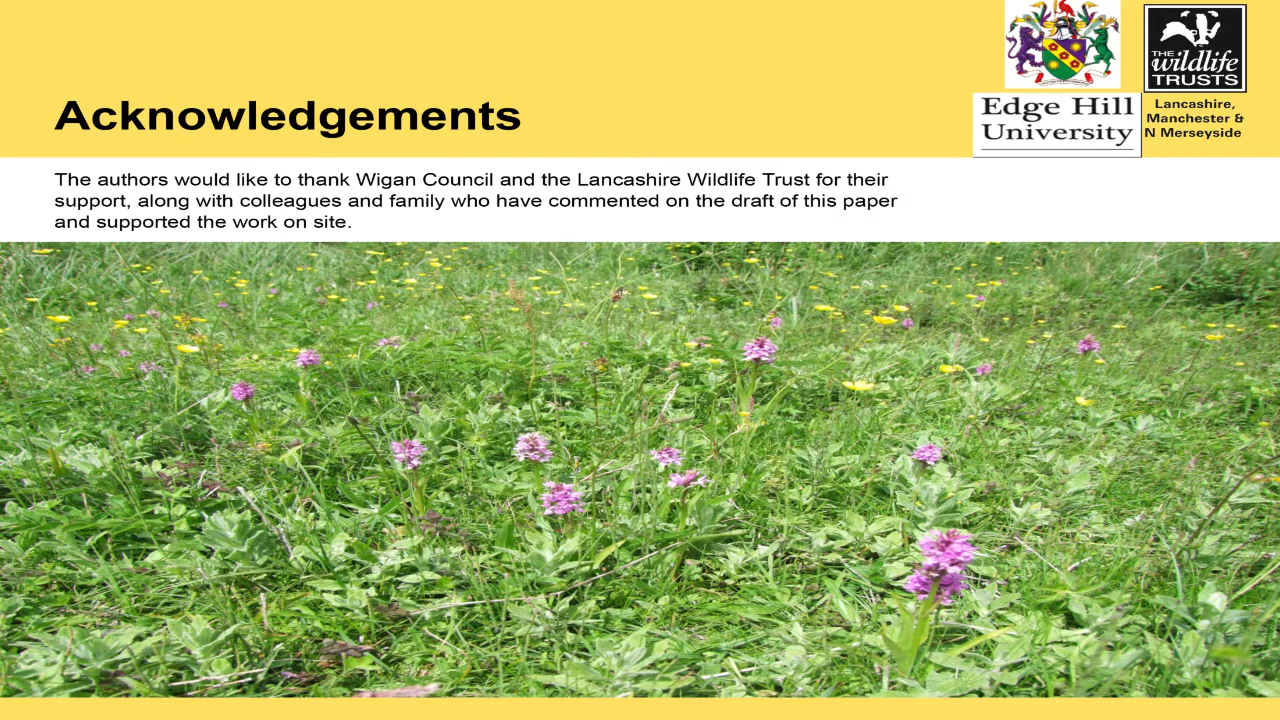 Acknowledgements
Edge Hill
University
THE
wildlife
TRUSTS
Lancashire,
Manchester &
N Merseyside
The authors would like to thank Wigan Council and the Lancashire Wildlife Trust for their
support, along with colleagues and family who have commented on the draft of this paper
and supported the work on site.